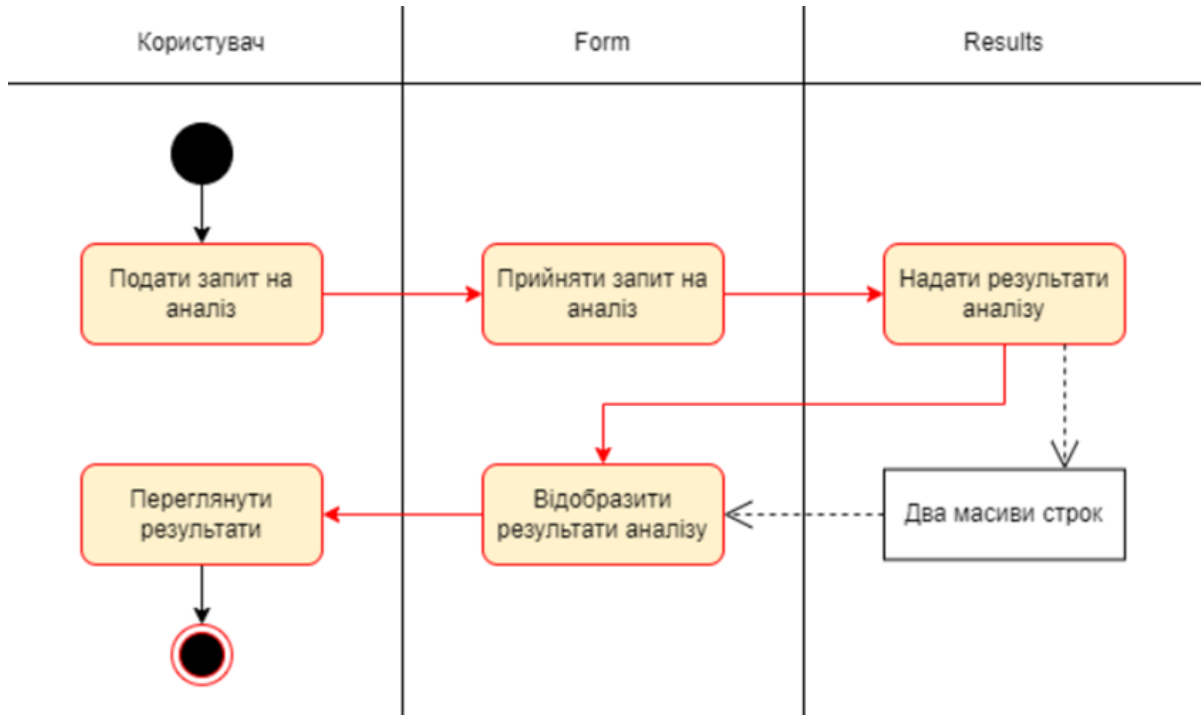 Користувач
Form
Results
Подати запит на
аналіз
Прийняти запит на
аналіз
Надати результати
аналізу
Переглянути
результати
Відобразити
результати аналізу
Два масиви строк